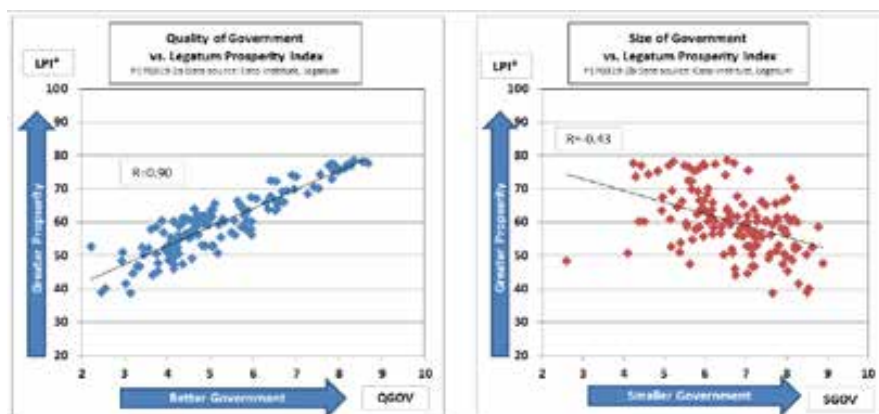 Quality of Government
vs. Legatum Prosperity Index
LPI*
R=0.90
100
90
80
70
60
50
40
30
20
2 3 4 5 6 7 8 9 10
Greater Prosperity
Better Government
QGOV
Size of Government
vs. Legatum Prosperity Index
LPI*
R=-0.43
100
90
80
70
60
50
40
30
20
2 3 4 5 6 7 8 9 10
Greater Prosperity
Smaller Government
SGOV